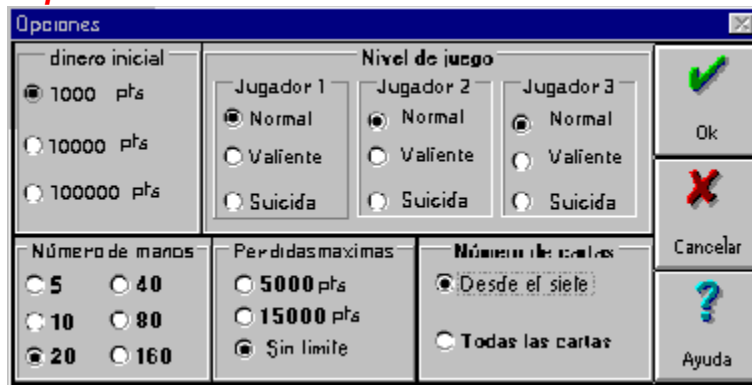 Opciones
dinero inicial
1000 pts
10000 pts
100000 pts
Nivel de juego
Jugador 1
Normal
Valiente
Suicida
Jugador 2
Normal
Valiente
Suicida
Jugador 3
Normal
Valiente
Suicida
Ok
Cancelar
Ayuda
Número de manos
5
40
10
80
20
160
Perdidas maximas
5000 pts
15000 pts
Sin limite
Número de cartas
Desde el siete
Todas las cartas